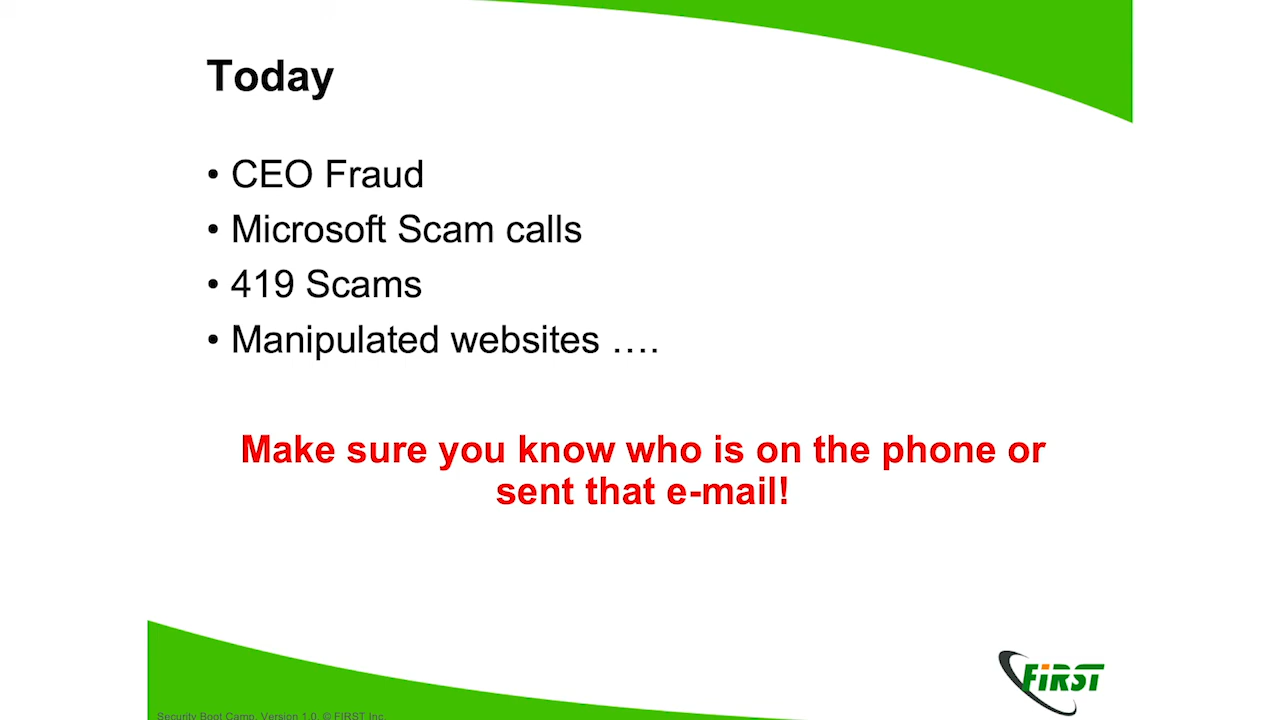 Today
• CEO Fraud
• Microsoft Scam calls
• 419 Scams
• Manipulated websites ….
Make sure you know who is on the phone or
sent that e-mail!
FiRST
Security Boot Camp, Version 1.0, © FIRST Inc.